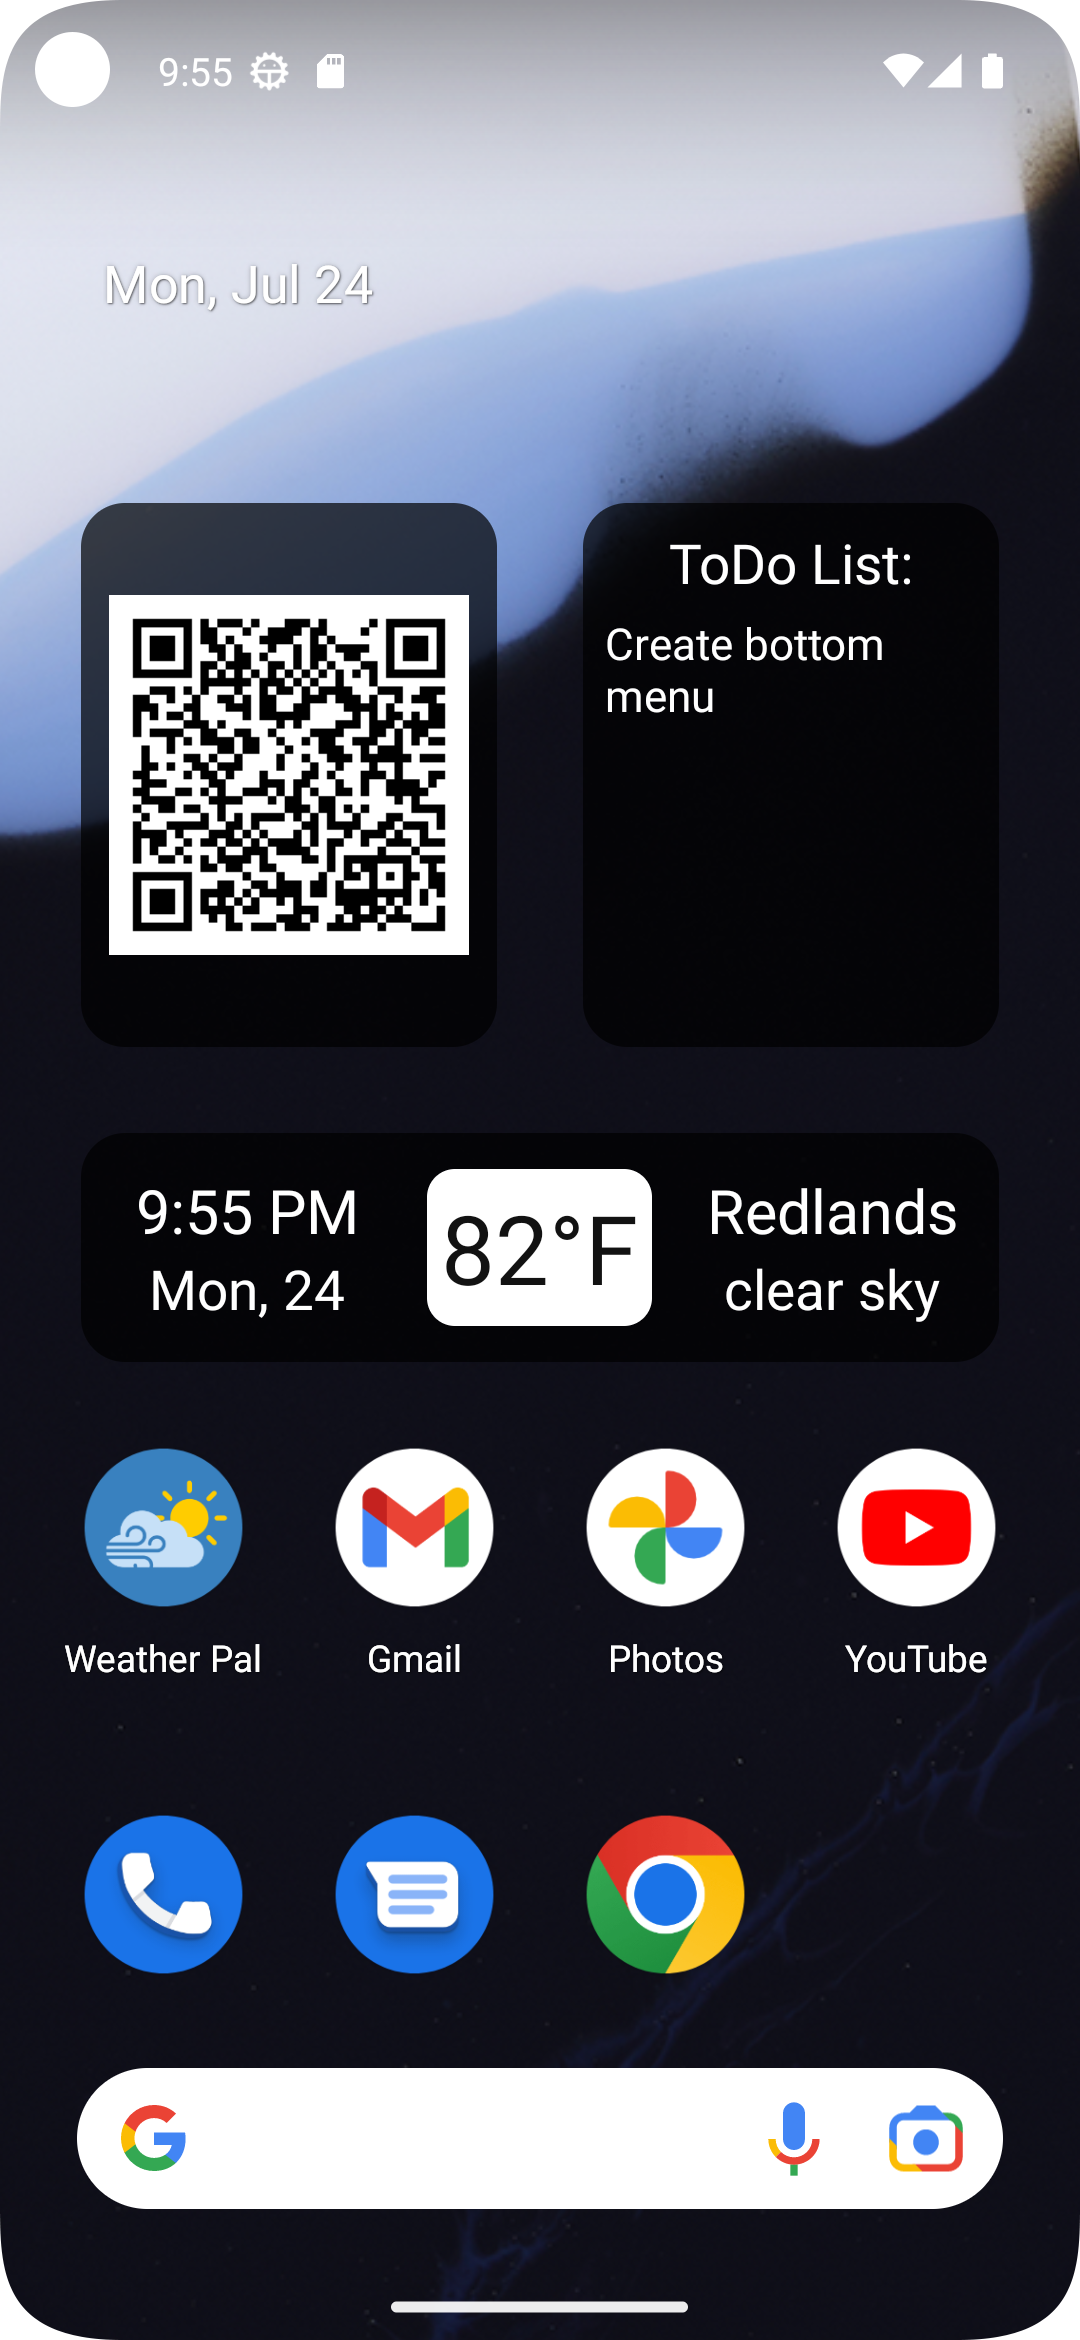 9:55
Mon, Jul 24
ToDo List:
Create bottom
menu
9:55 PM
Mon, 24
82°F
Redlands
clear sky
Weather Pal
Gmail
Photos
YouTube